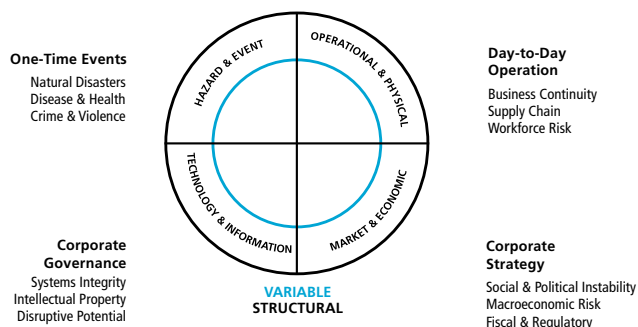 One-Time Events
Natural Disasters
Disease & Health
Crime & Violence
HAZARD & EVENT
OPERATIONAL & PHYSICAL
Day-to-Day
Operation
Business Continuity
Supply Chain
Workforce Risk
TECHNOLOGY & INFORMATION
MARKET & ECONOMIC
Corporate
Governance
Systems Integrity
Intellectual Property
Disruptive Potential
VARIABLE
STRUCTURAL
Corporate
Strategy
Social & Political Instability
Macroeconomic Risk
Fiscal & Regulatory